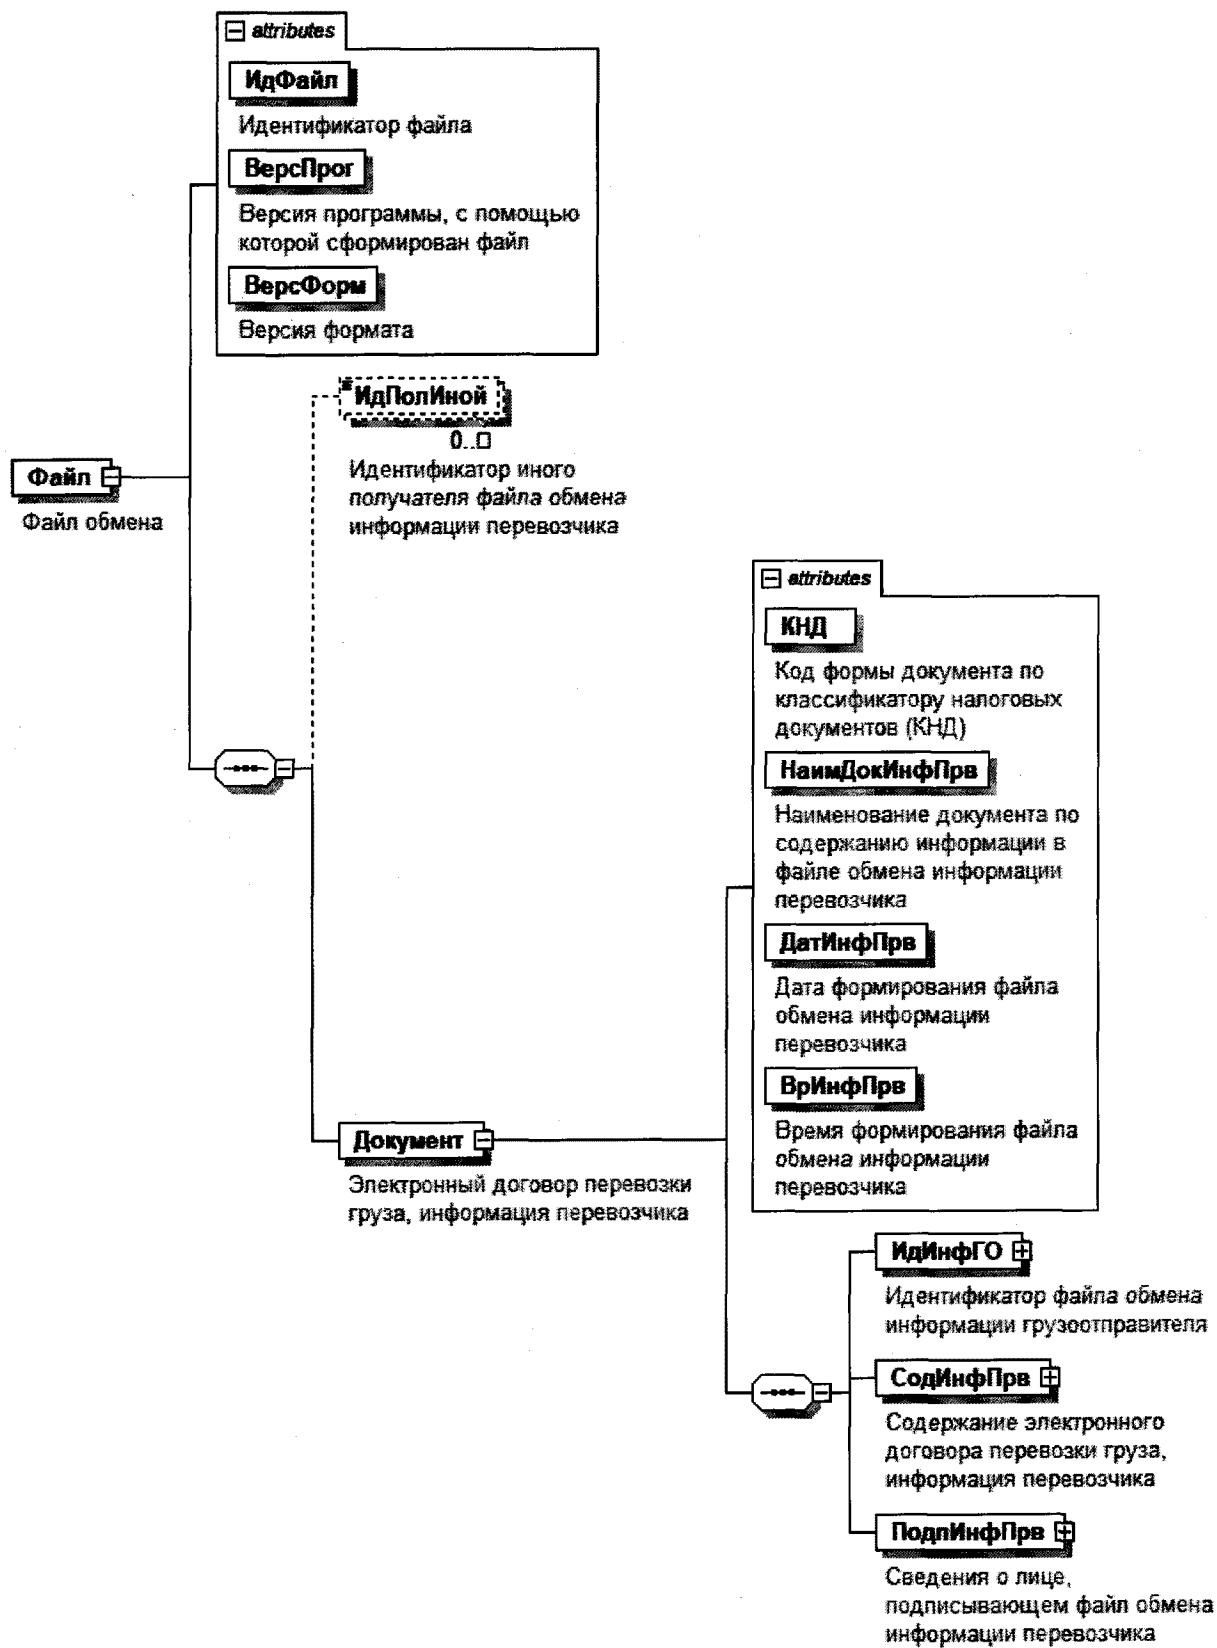 attributes
ИдФайл
Идентификатор файла
ВерсПрог
Версия программы, с помощью
которой сформирован файл
ВерсФорм
Версия формата
ИдПолИной
0..□
Идентификатор иного
получателя файла обмена
информации перевозчика
Файл
Файл обмена
attributes
КНД
Код формы документа по
классификатору налоговых
документов (КНД)
НаимДокИнфПрв
Наименование документа по
содержанию информации в
файле обмена информации
перевозчика
ДатИнфПрв
Дата формирования файла
обмена информации
перевозчика
ВрИнфПрв
Время формирования файла
обмена информации
перевозчика
Документ
Электронный договор перевозки
груза, информация перевозчика
ИдИнфГО
Идентификатор файла обмена
информации грузоотправителя
СодИнфПрв
Содержание электронного
договора перевозки груза,
информация перевозчика
ПодпИнфПрв
Сведения о лице,
подписывающем файл обмена
информации перевозчика